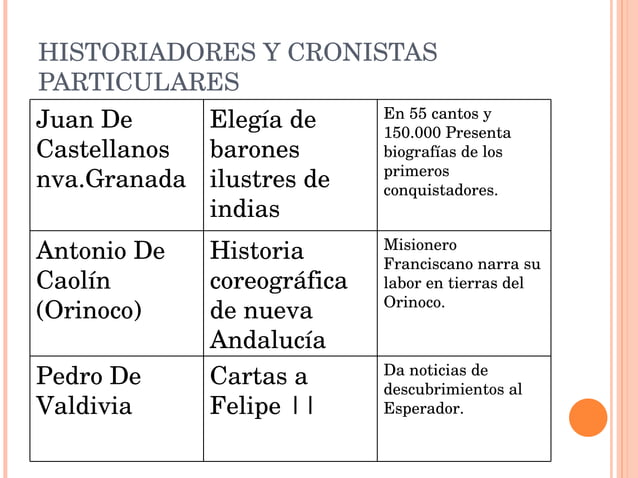 HISTORIADORES Y CRONISTAS
PARTICULARES
Juan De
Castellanos
nva.Granada
Elegía de
barones
ilustres de
indias
En 55 cantos y
150.000 Presenta
biografías de los
primeros
conquistadores.
Antonio De
Caolín
(Orinoco)
Historia
coreográfica
de nueva
Andalucía
Misionero
Franciscano narra su
labor en tierras del
Orinoco.
Pedro De
Valdivia
Cartas a
Felipe ||
Da noticias de
descubrimientos al
Esperador.